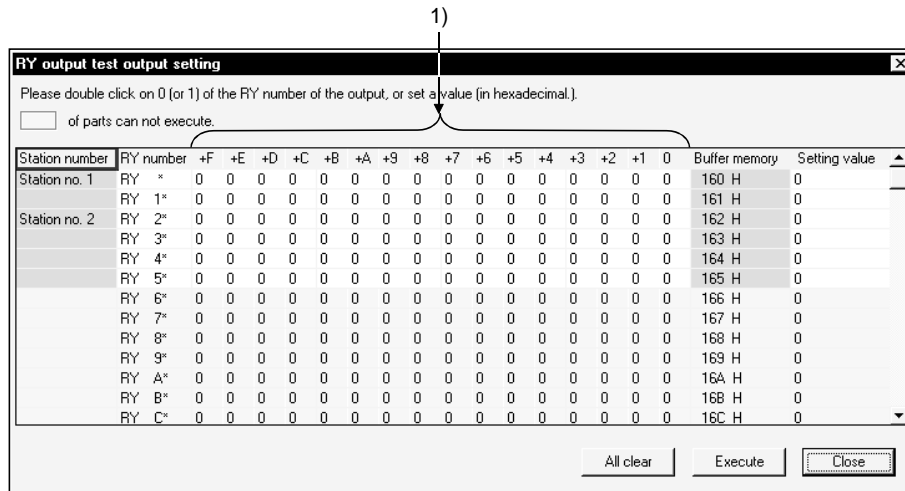 1)
RY output test output setting
Please double click on 0 (or 1) of the RY number of the output, or set a value (in hexadecimal.).
of parts can not execute.
Station number RY number +F +E +D +C +B +A +9 +8 +7 +6 +5 +4 +3 +2 +1 0 Buffer memory Setting value
Station no. 1 RY * 0 0 0 0 0 0 0 0 0 0 0 0 0 0 0 0 160 H 0
RY 1* 0 0 0 0 0 0 0 0 0 0 0 0 0 0 0 0 161 H 0
Station no. 2 RY 2* 0 0 0 0 0 0 0 0 0 0 0 0 0 0 0 0 162 H 0
RY 3* 0 0 0 0 0 0 0 0 0 0 0 0 0 0 0 0 163 H 0
RY 4* 0 0 0 0 0 0 0 0 0 0 0 0 0 0 0 0 164 H 0
RY 5* 0 0 0 0 0 0 0 0 0 0 0 0 0 0 0 0 165 H 0
RY 6* 0 0 0 0 0 0 0 0 0 0 0 0 0 0 0 0 166 H 0
RY 7* 0 0 0 0 0 0 0 0 0 0 0 0 0 0 0 0 167 H 0
RY 8* 0 0 0 0 0 0 0 0 0 0 0 0 0 0 0 0 168 H 0
RY 9* 0 0 0 0 0 0 0 0 0 0 0 0 0 0 0 0 169 H 0
RY A* 0 0 0 0 0 0 0 0 0 0 0 0 0 0 0 0 16A H 0
RY B* 0 0 0 0 0 0 0 0 0 0 0 0 0 0 0 0 16B H 0
RY C* 0 0 0 0 0 0 0 0 0 0 0 0 0 0 0 0 16C H 0
All clear Execute Close